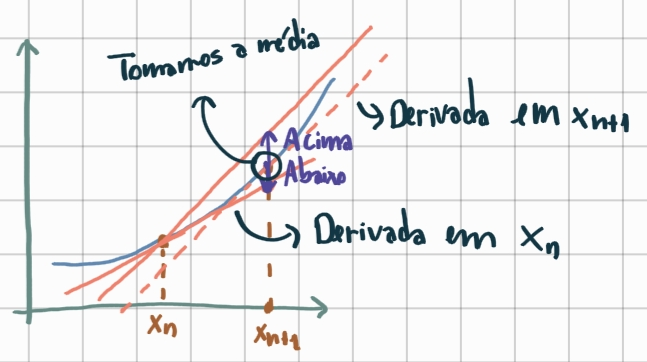 Tomamos a média
Derivada em xn+1
Acima
Abaixo
Derivada em xn
xn
xn+1